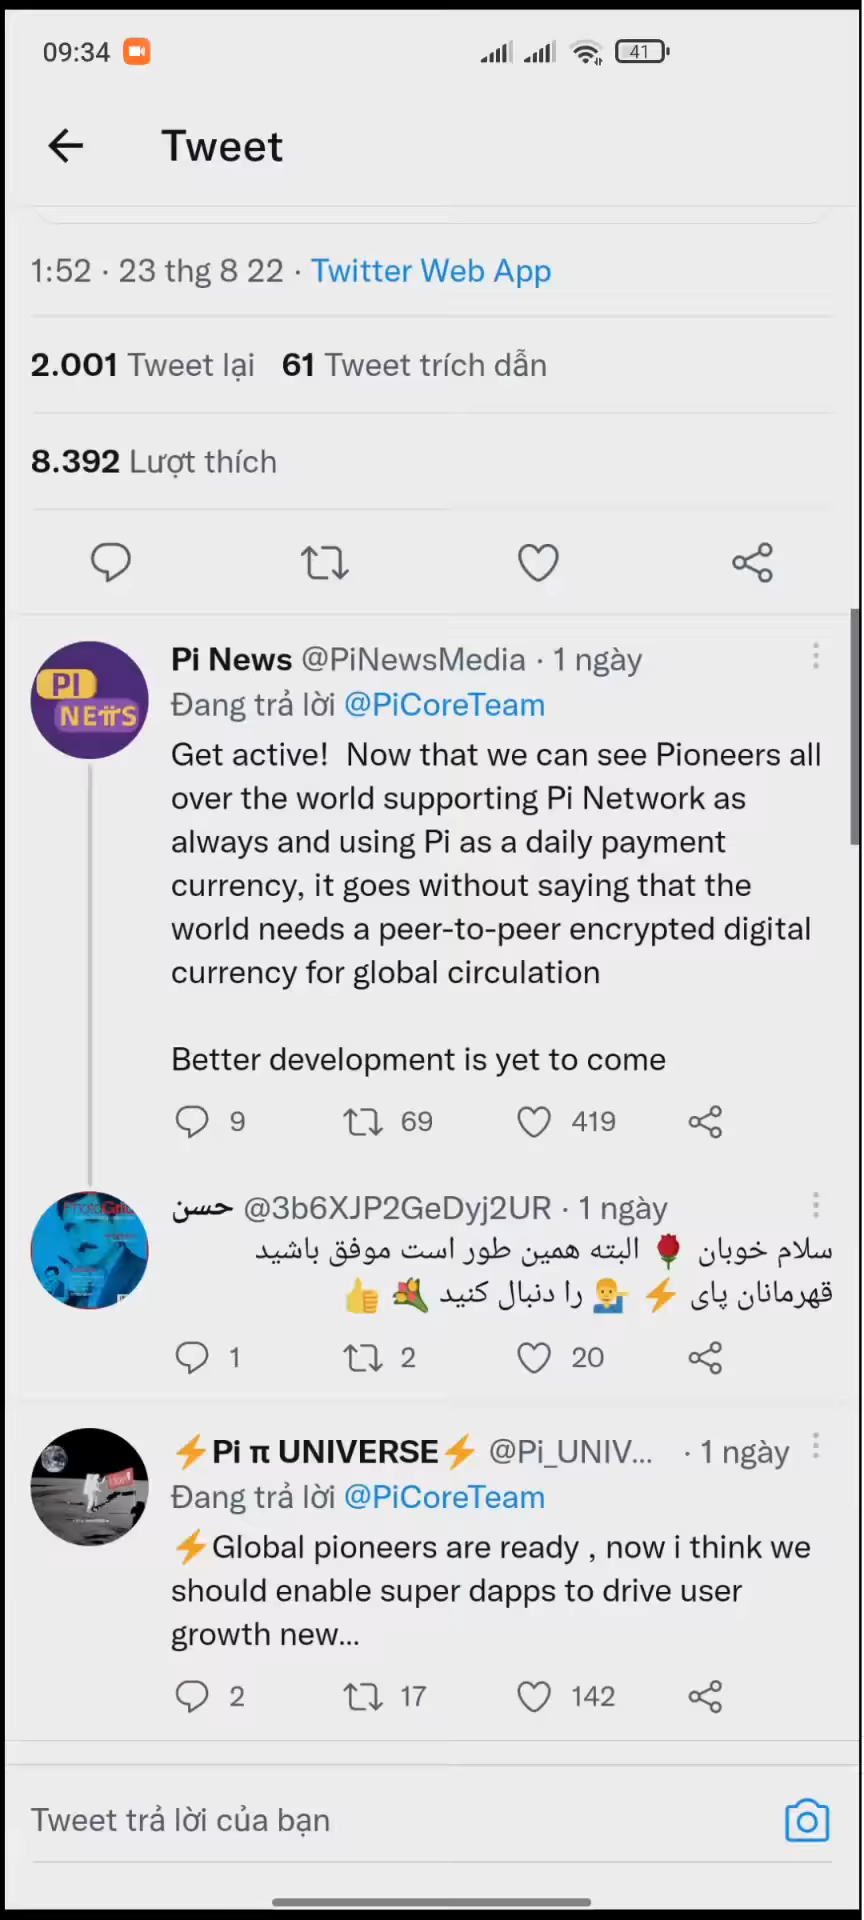 09:34
41
Tweet
1:52 · 23 thg 8 22 · Twitter Web App
2.001 Tweet lại 61 Tweet trích dẫn
8.392 Lượt thích
PI
NEWS
Pi News @PiNewsMedia · 1 ngày
Đang trả lời @PiCoreTeam
Get active! Now that we can see Pioneers all
over the world supporting Pi Network as
always and using Pi as a daily payment
currency, it goes without saying that the
world needs a peer-to-peer encrypted digital
currency for global circulation
Better development is yet to come
9 69 419
PhotoGrid
حسن @3b6XJP2GeDyj2UR · 1 ngày
سلام خوبان 🌹 البته همین طور است موفق باشید
قهرمانان پای ⚡ 💁‍♂️ را دنبال کنید 💐 👍
1 2 20
⚡Pi π UNIVERSE⚡ @Pi_UNIV... · 1 ngày
Đang trả lời @PiCoreTeam
⚡Global pioneers are ready , now i think we
should enable super dapps to drive user
growth new...
2 17 142
Tweet trả lời của bạn